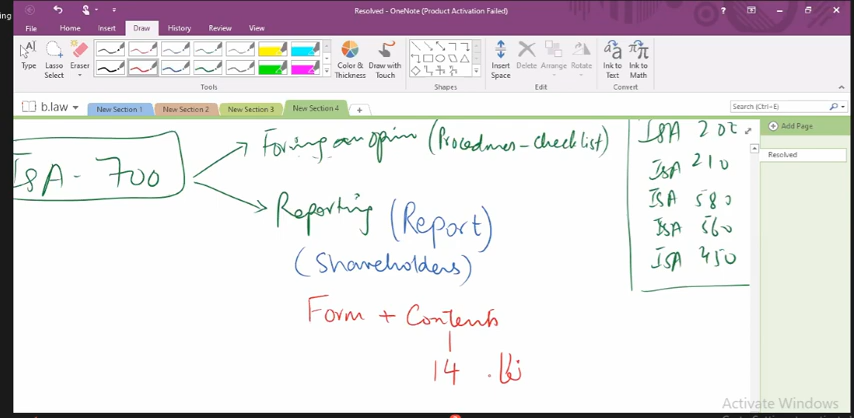 Resolved - OneNote (Product Activation Failed)
File Home Insert Draw History Review View
Type Lasso Select Eraser Color & Thickness Draw with Touch Insert Space Delete Arrange Rotate Ink to Text Ink to Math
Tools Shapes Edit Convert
b.law New Section 1 New Section 2 New Section 3 New Section 4 Search (Ctrl+E)
Add Page
Resolved
ISA - 700
Forming an opinion (Procedures - checklist)
Reporting (Report)
(Shareholders)
Form + Contents
14
ISA 210
ISA 580
ISA 560
ISA 450
Activate Windows